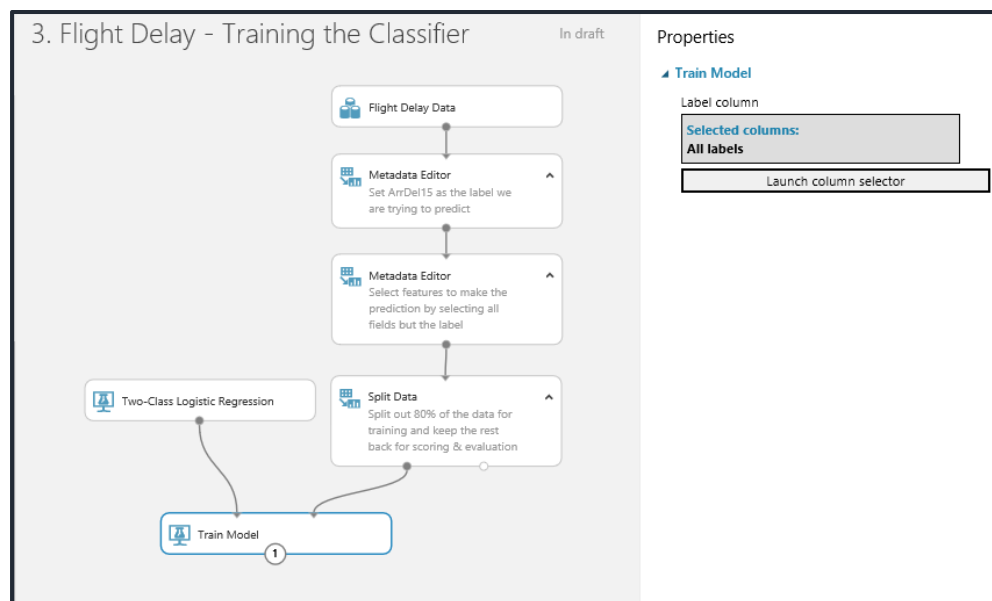 3. Flight Delay - Training the Classifier
In draft
Flight Delay Data
Metadata Editor
Set ArrDel15 as the label we
are trying to predict
Metadata Editor
Select features to make the
prediction by selecting all
fields but the label
Two-Class Logistic Regression
Split Data
Split out 80% of the data for
training and keep the rest
back for scoring & evaluation
Train Model
1
Properties
Train Model
Label column
Selected columns:
All labels
Launch column selector